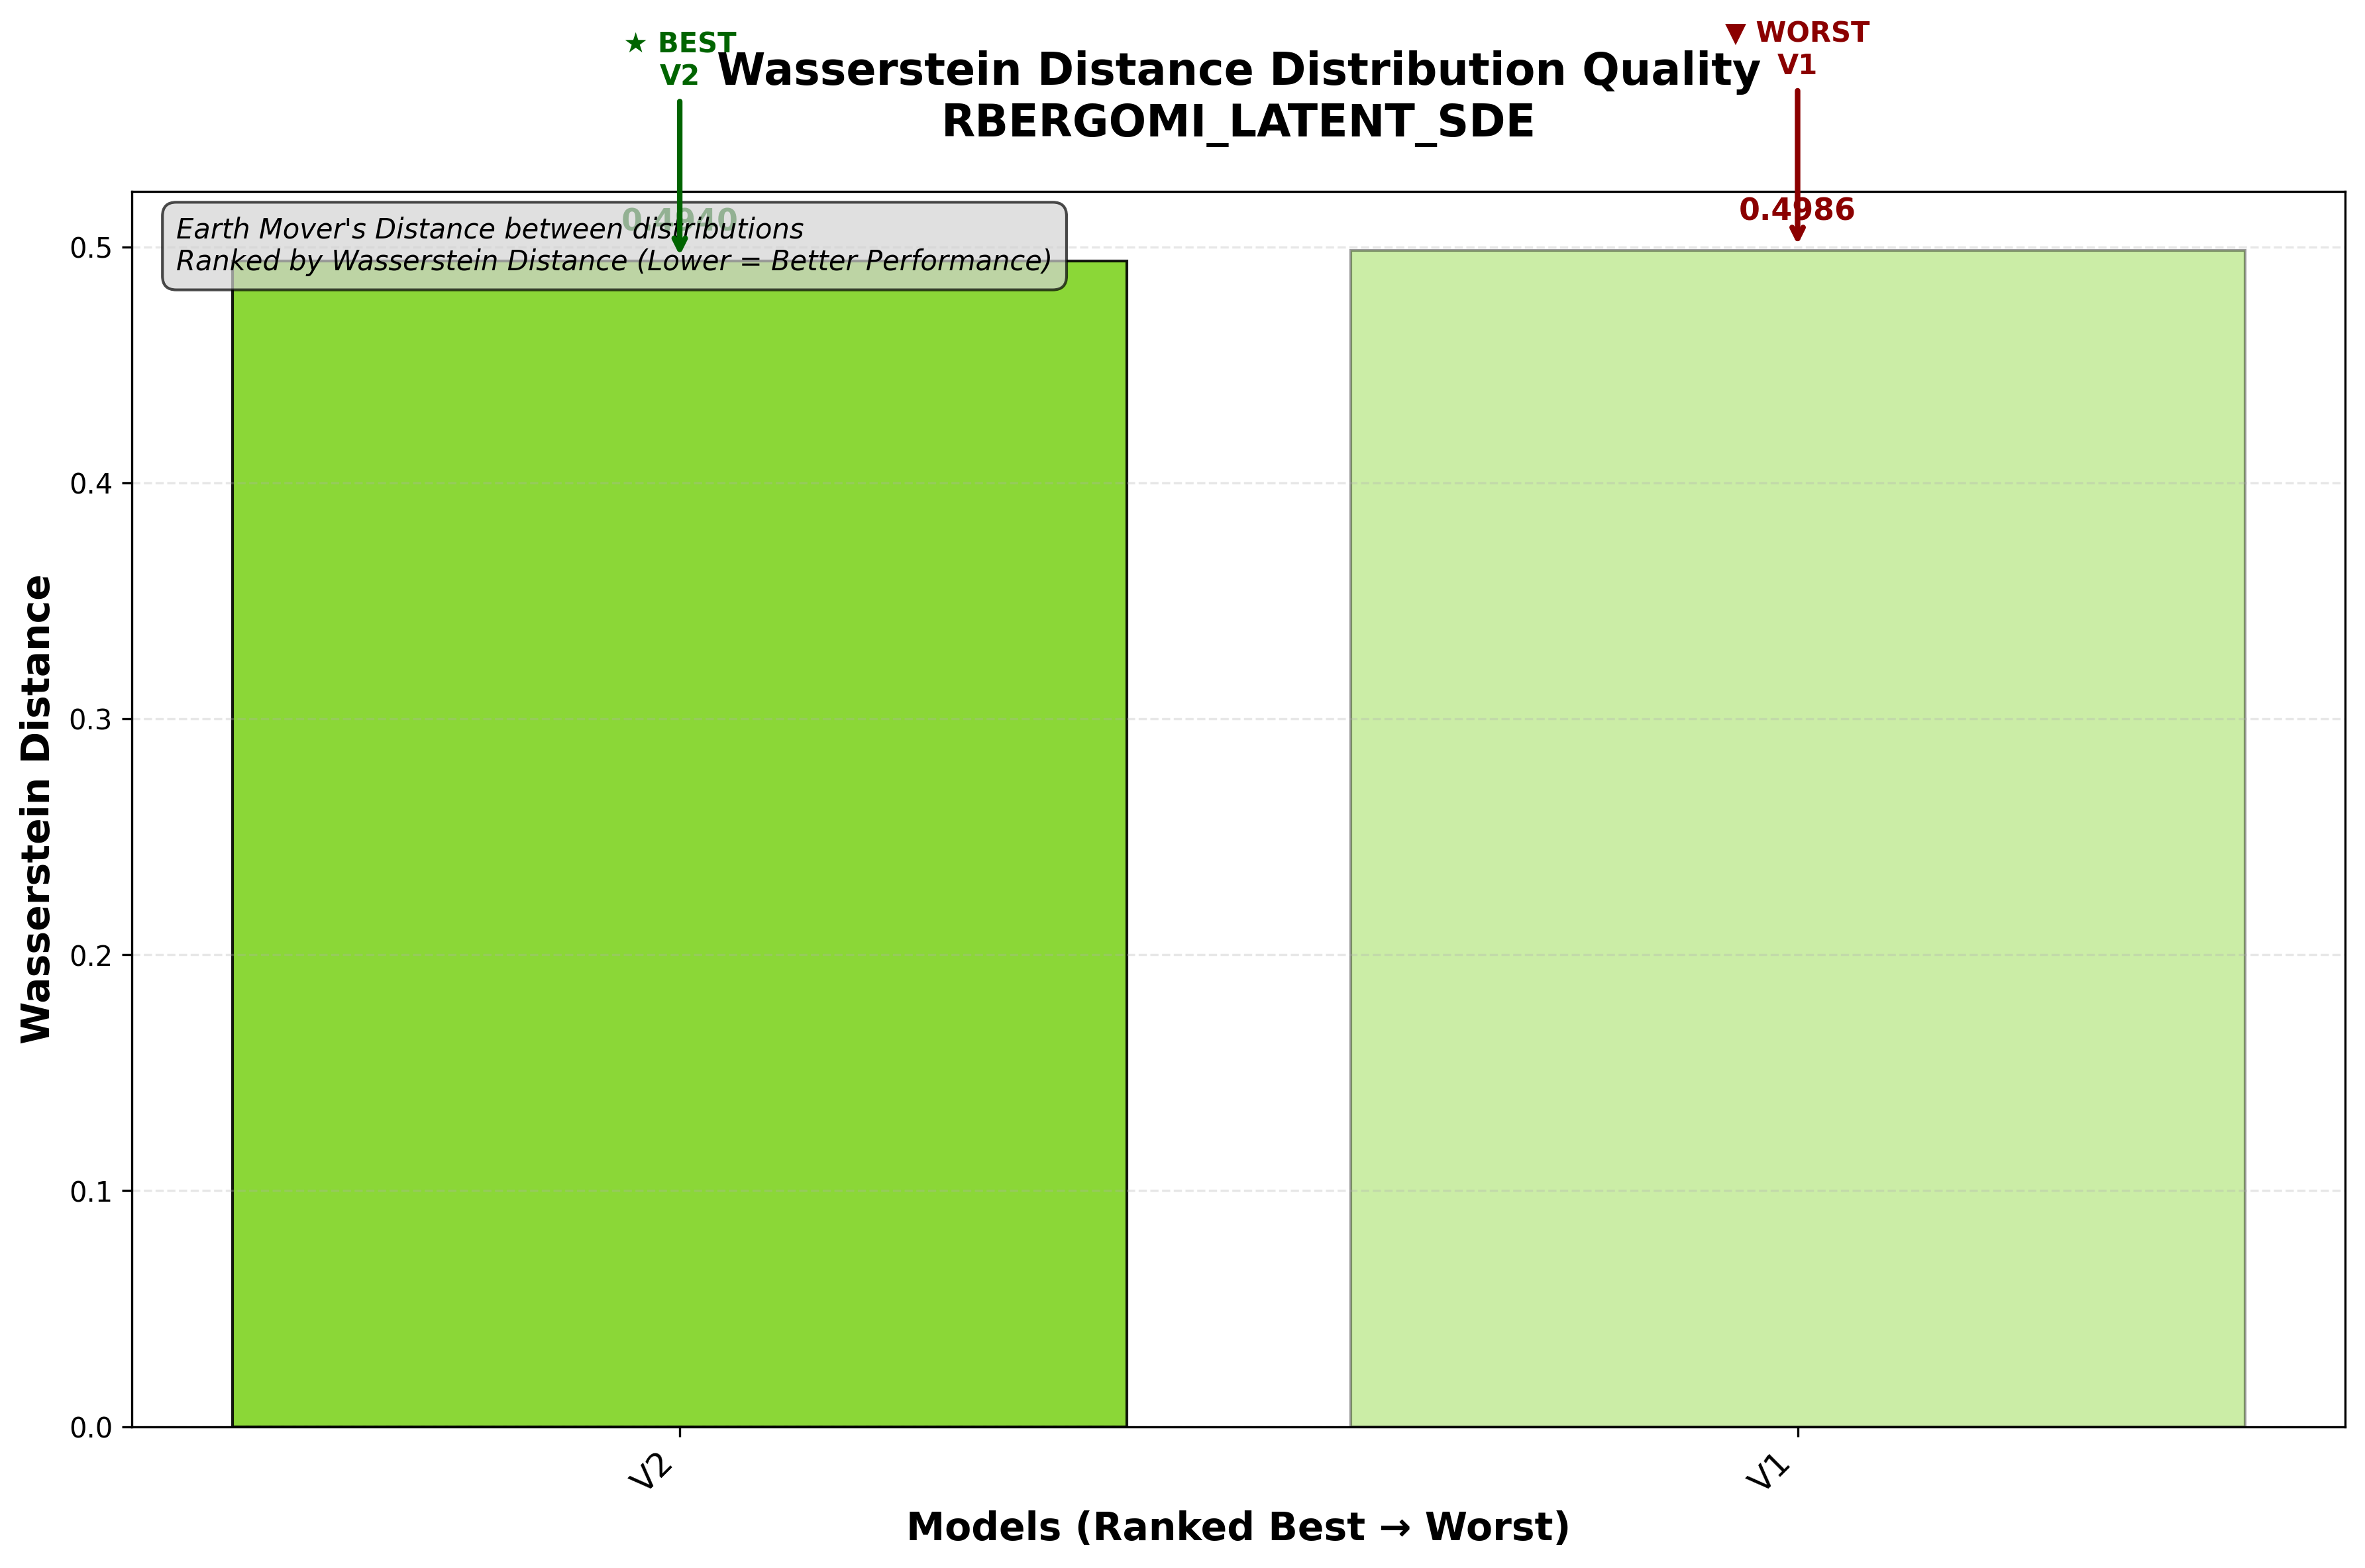 ★ BEST
V2
▼ WORST
V1
Wasserstein Distance Distribution Quality
RBERGOMI_LATENT_SDE
0.4940
0.4986
Earth Mover's Distance between distributions
Ranked by Wasserstein Distance (Lower = Better Performance)
Wasserstein Distance
0.5
0.4
0.3
0.2
0.1
0.0
V2
V1
Models (Ranked Best → Worst)